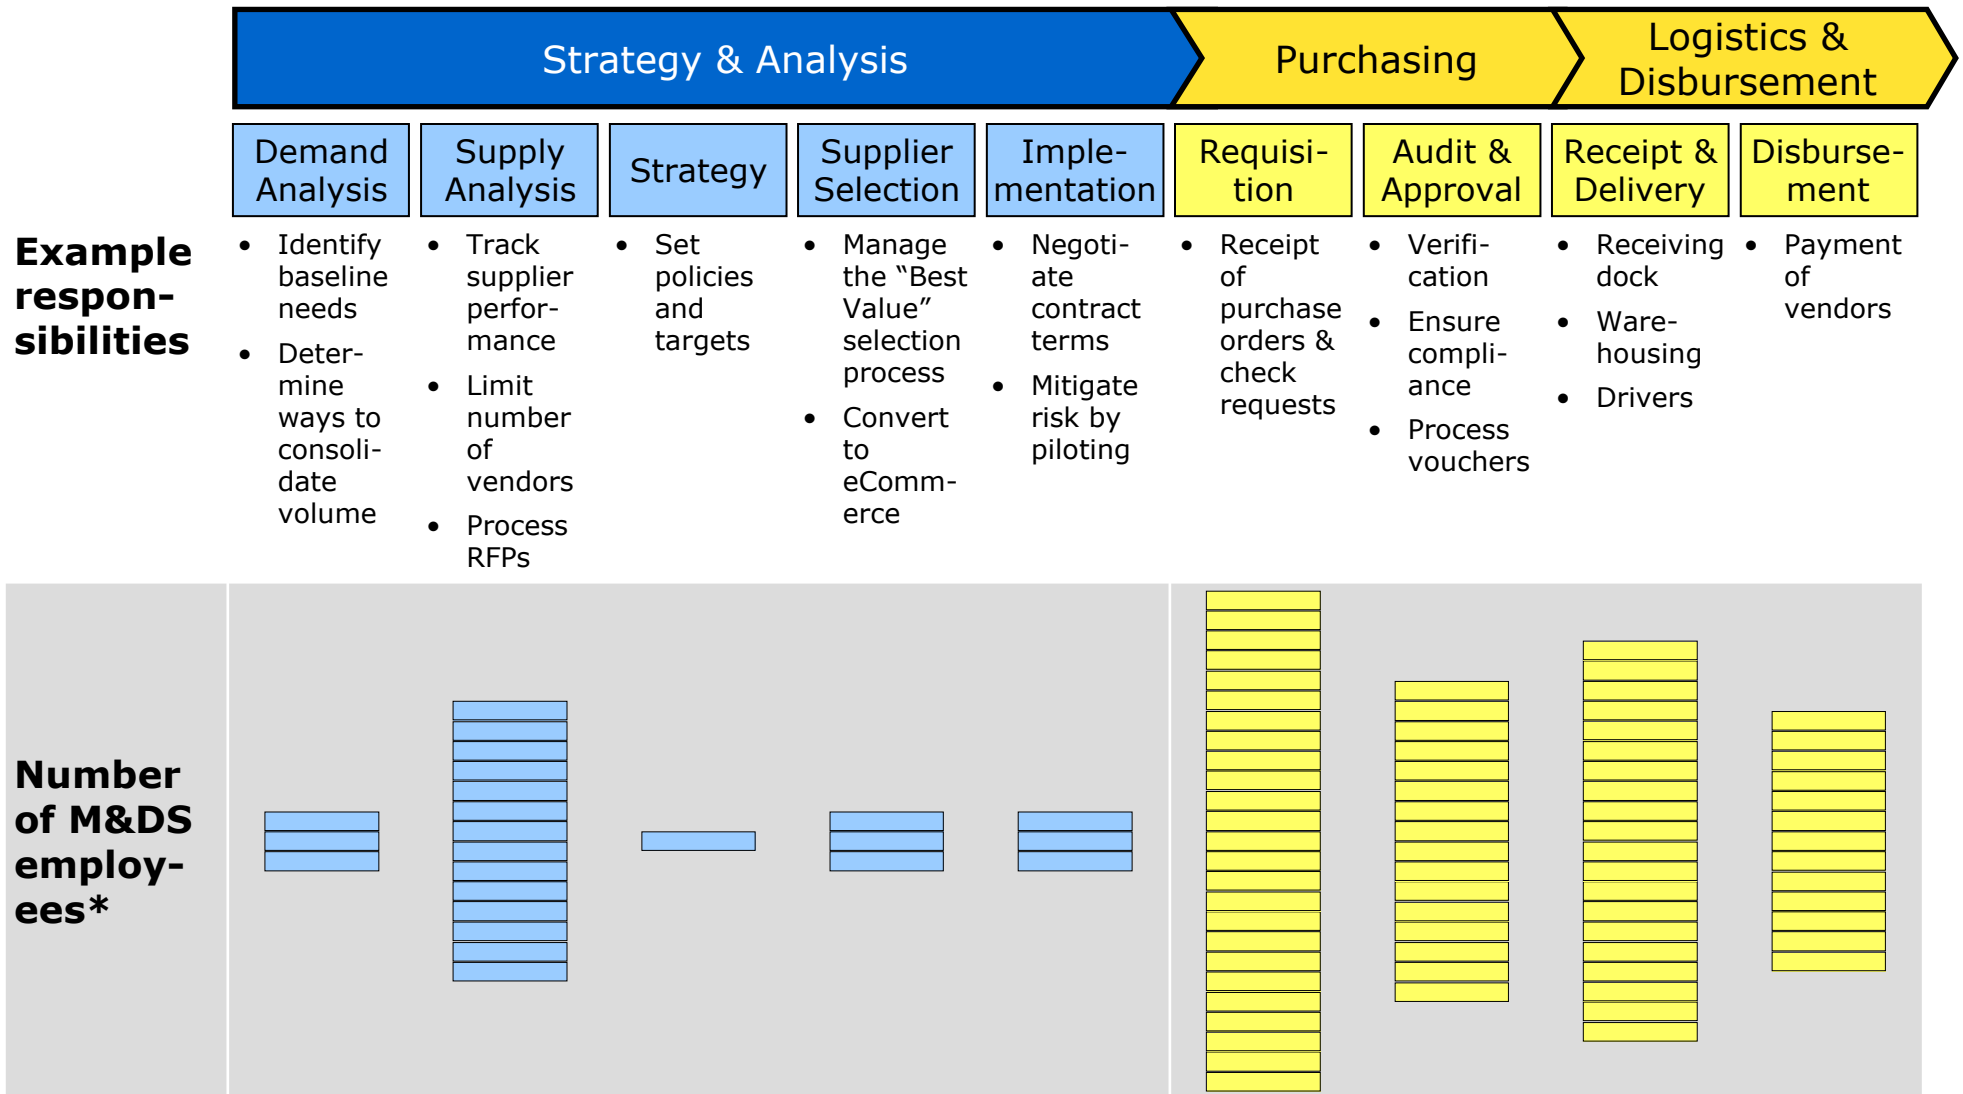 Strategy & Analysis
Purchasing
Logistics &
Disbursement
Demand
Analysis
Supply
Analysis
Strategy
Supplier
Selection
Imple-
mentation
Requisi-
tion
Audit &
Approval
Receipt &
Delivery
Disburse-
ment
Example
respon-
sibilities
• Identify
baseline
needs
• Deter-
mine
ways to
consoli-
date
volume
• Track
supplier
perfor-
mance
• Limit
number
of
vendors
• Process
RFPs
• Set
policies
and
targets
• Manage
the “Best
Value”
selection
process
• Convert
to
eComm-
erce
• Negoti-
ate
contract
terms
• Mitigate
risk by
piloting
• Receipt
of
purchase
orders &
check
requests
• Verifi-
cation
• Ensure
compli-
ance
• Process
vouchers
• Receiving
dock
• Ware-
housing
• Drivers
• Payment
of
vendors
Number
of M&DS
employ-
ees*